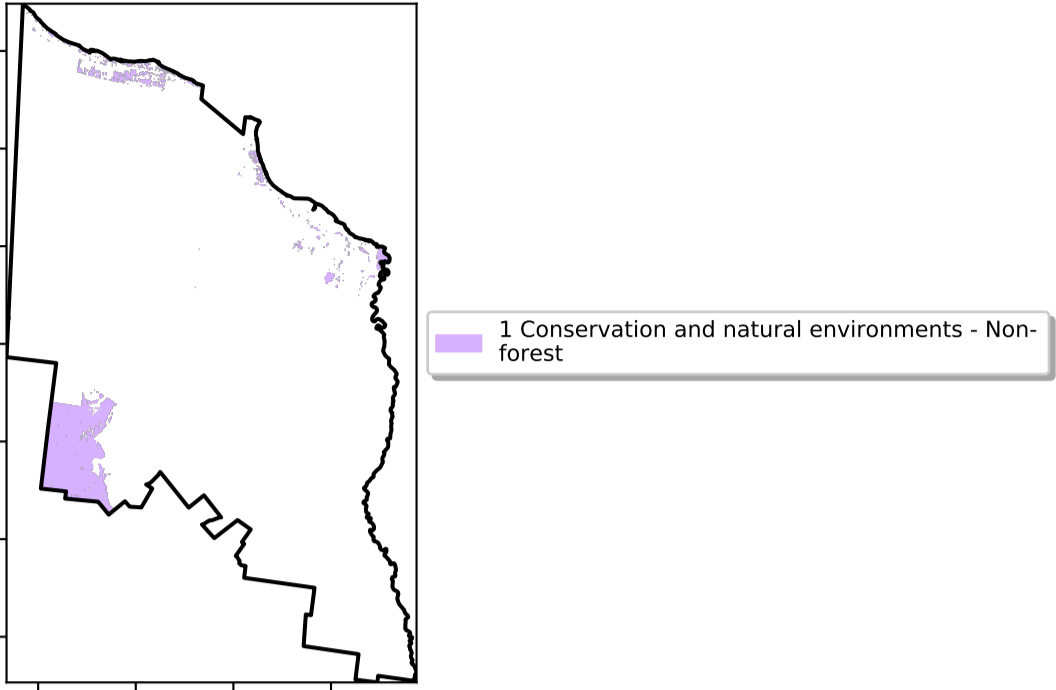 1 Conservation and natural environments - Non-
forest